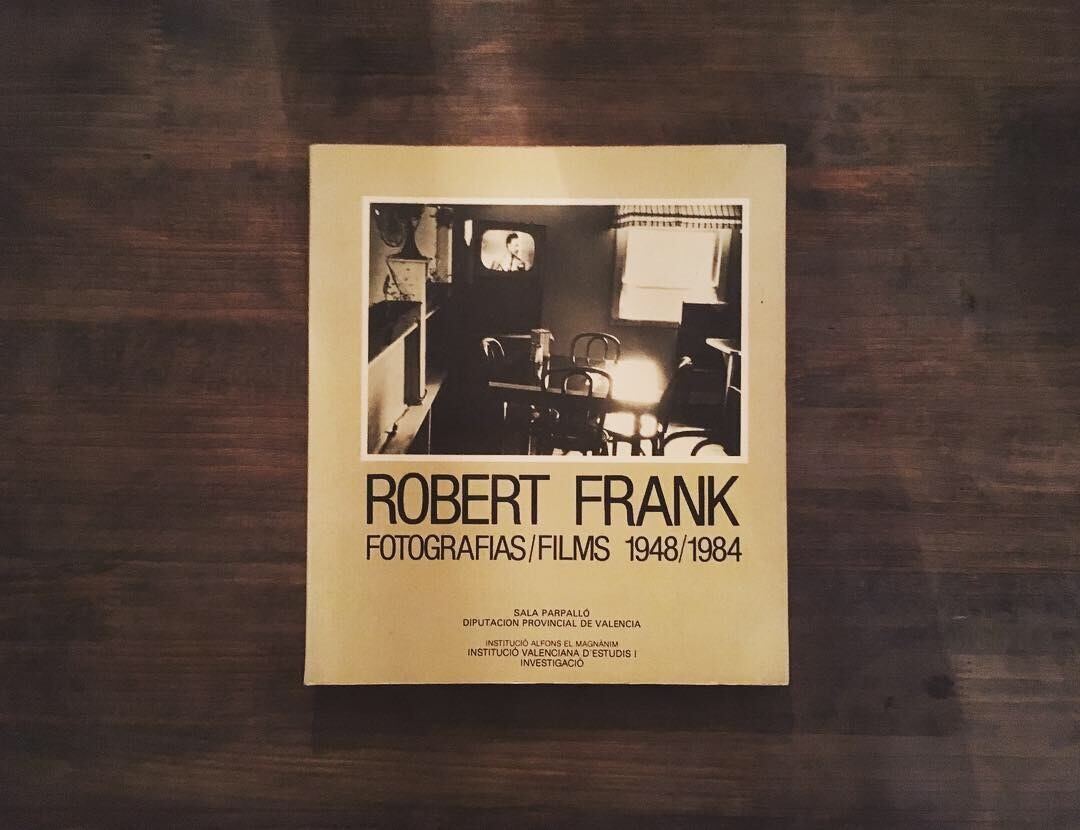 ROBERT FRANK
FOTOGRAFIAS/FILMS 1948/1984
SALA PARPALLÓ
DIPUTACION PROVINCIAL DE VALENCIA
INSTITUCIÓ ALFONS EL MAGNÀNIM
INSTITUCIÓ VALENCIANA D'ESTUDIS I
INVESTIGACIÓ